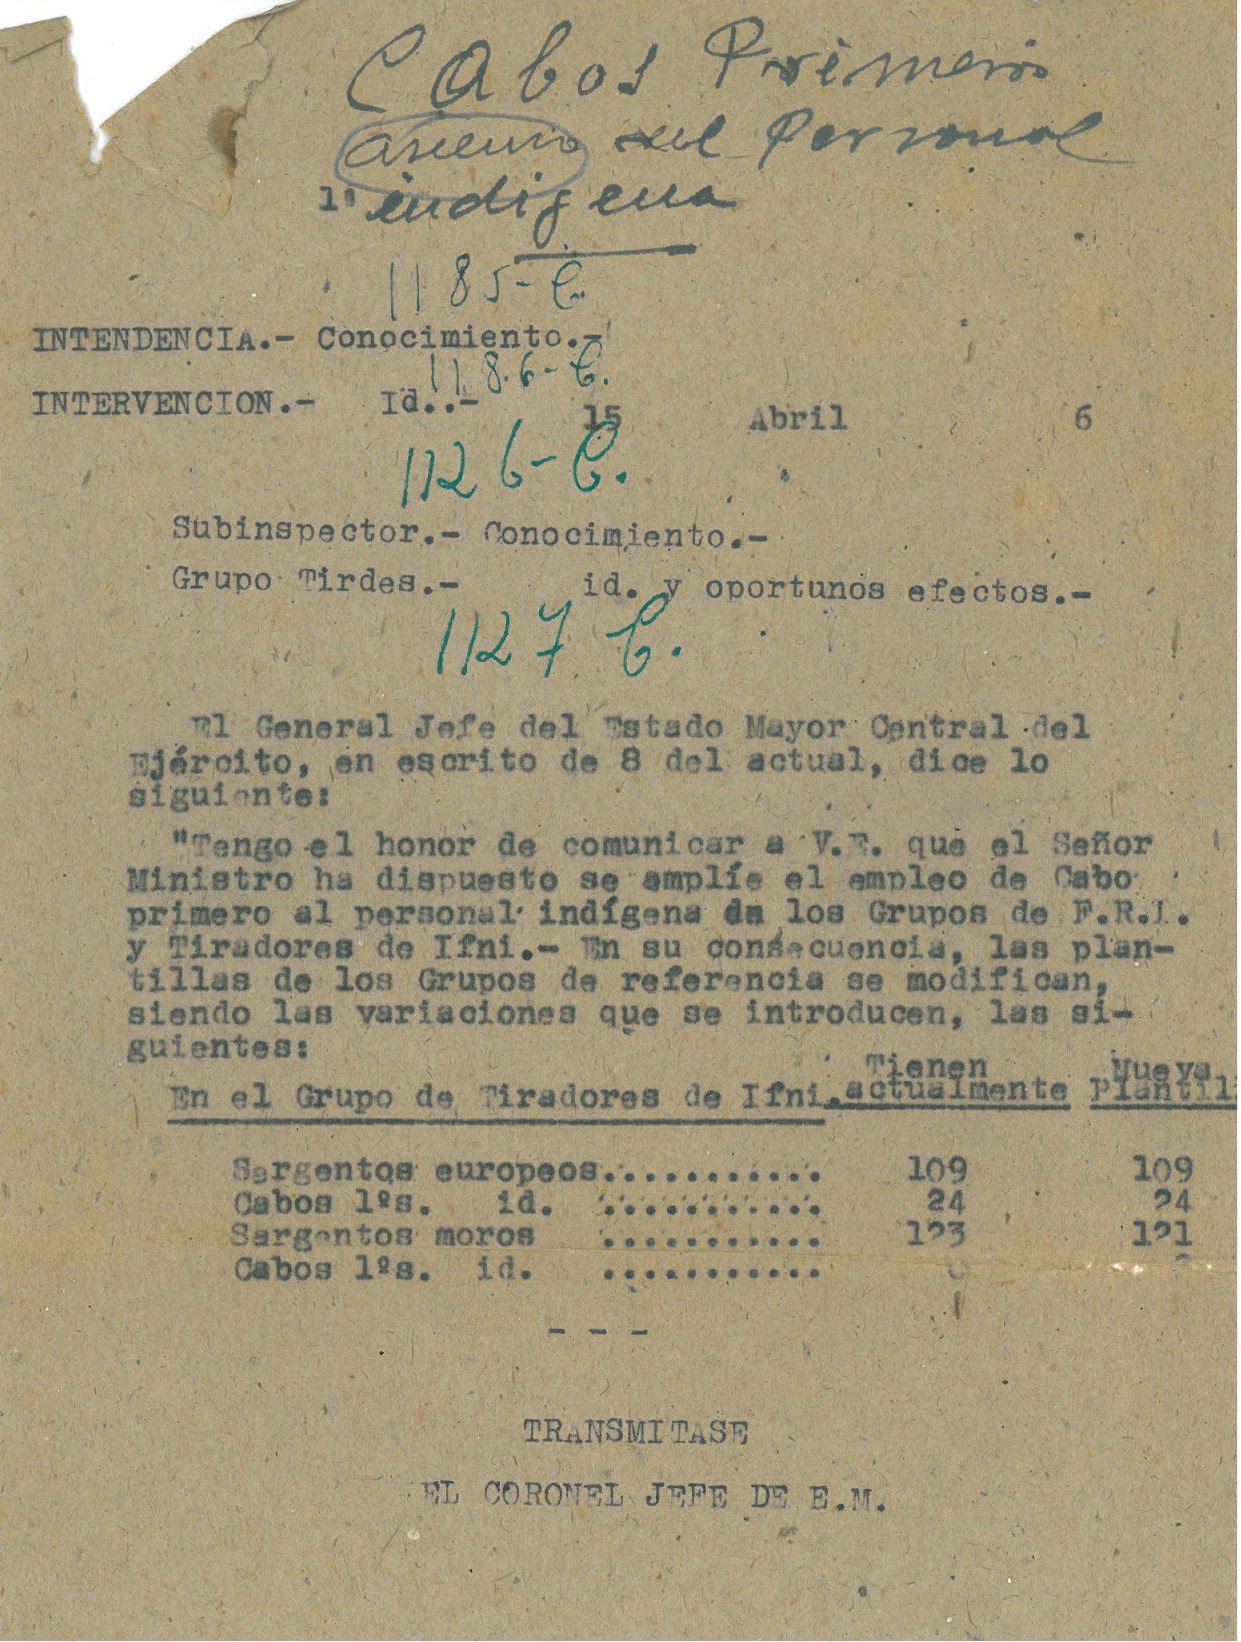 Cabos Primeros
ascenso del Personal
1ª indigena
1185-C.
INTENDENCIA.- Conocimiento.-
1186-C.
INTERVENCION.- Id..-
15 Abril 6
1126-C.
Subinspector.- Conocimiento.-
Grupo Tirdes.- id. y oportunos efectos.-
1127 C.
El General Jefe del Estado Mayor Central del
Ejército, en escrito de 8 del actual, dice lo
siguiente:
"Tengo el honor de comunicar a V.E. que el Señor
Ministro ha dispuesto se amplíe el empleo de Cabo
primero al personal indígena de los Grupos de F.R.I.
y Tiradores de Ifni.- En su consecuencia, las plan-
tillas de los Grupos de referencia se modifican,
siendo las variaciones que se introducen, las si-
guientes:
Tienen Nueva
En el Grupo de Tiradores de Ifni. actualmente Plantill
Sargentos europeos........... 109 109
Cabos 1ºs. id. ........... 24 24
Sargentos moros ........... 123 121
Cabos 1ºs. id. ...........
- - -
TRANSMITASE
EL CORONEL JEFE DE E.M.